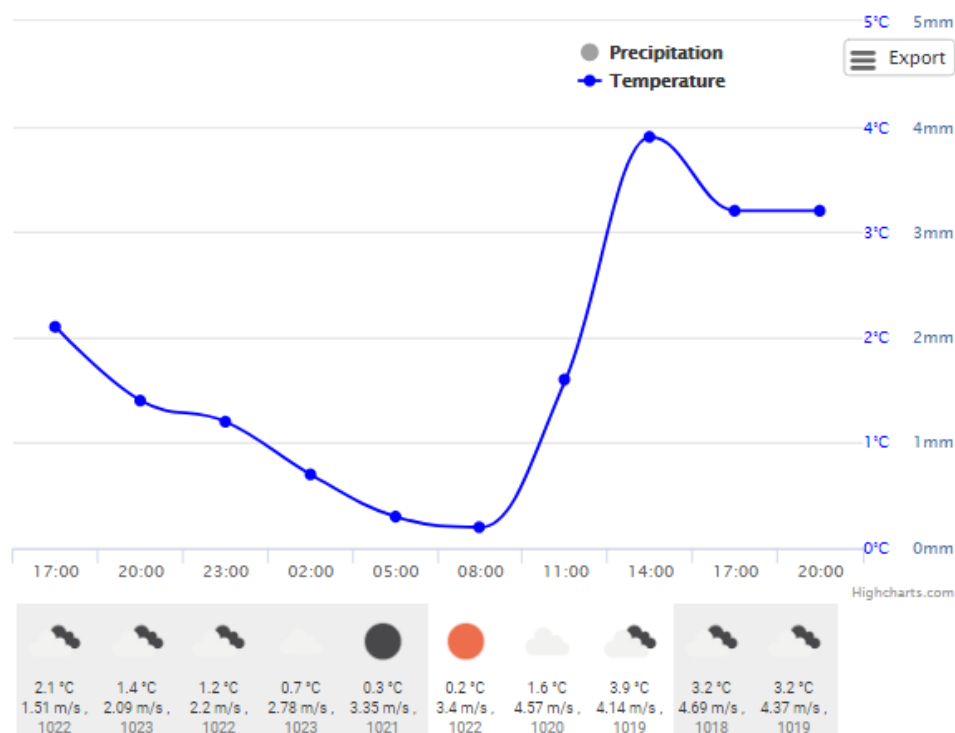 5°C 5mm
Precipitation
Export
Temperature
4°C 4mm
3°C 3mm
2°C 2mm
1°C 1mm
0°C 0mm
17:00 20:00 23:00 02:00 05:00 08:00 11:00 14:00 17:00 20:00
Highcharts.com
2.1 °C 1.4 °C 1.2 °C 0.7 °C 0.3 °C 0.2 °C 1.6 °C 3.9 °C 3.2 °C 3.2 °C
1.51 m/s , 2.09 m/s , 2.2 m/s , 2.78 m/s , 3.35 m/s , 3.4 m/s , 4.57 m/s , 4.14 m/s , 4.69 m/s , 4.37 m/s ,
1022 1023 1022 1023 1021 1022 1020 1019 1018 1019